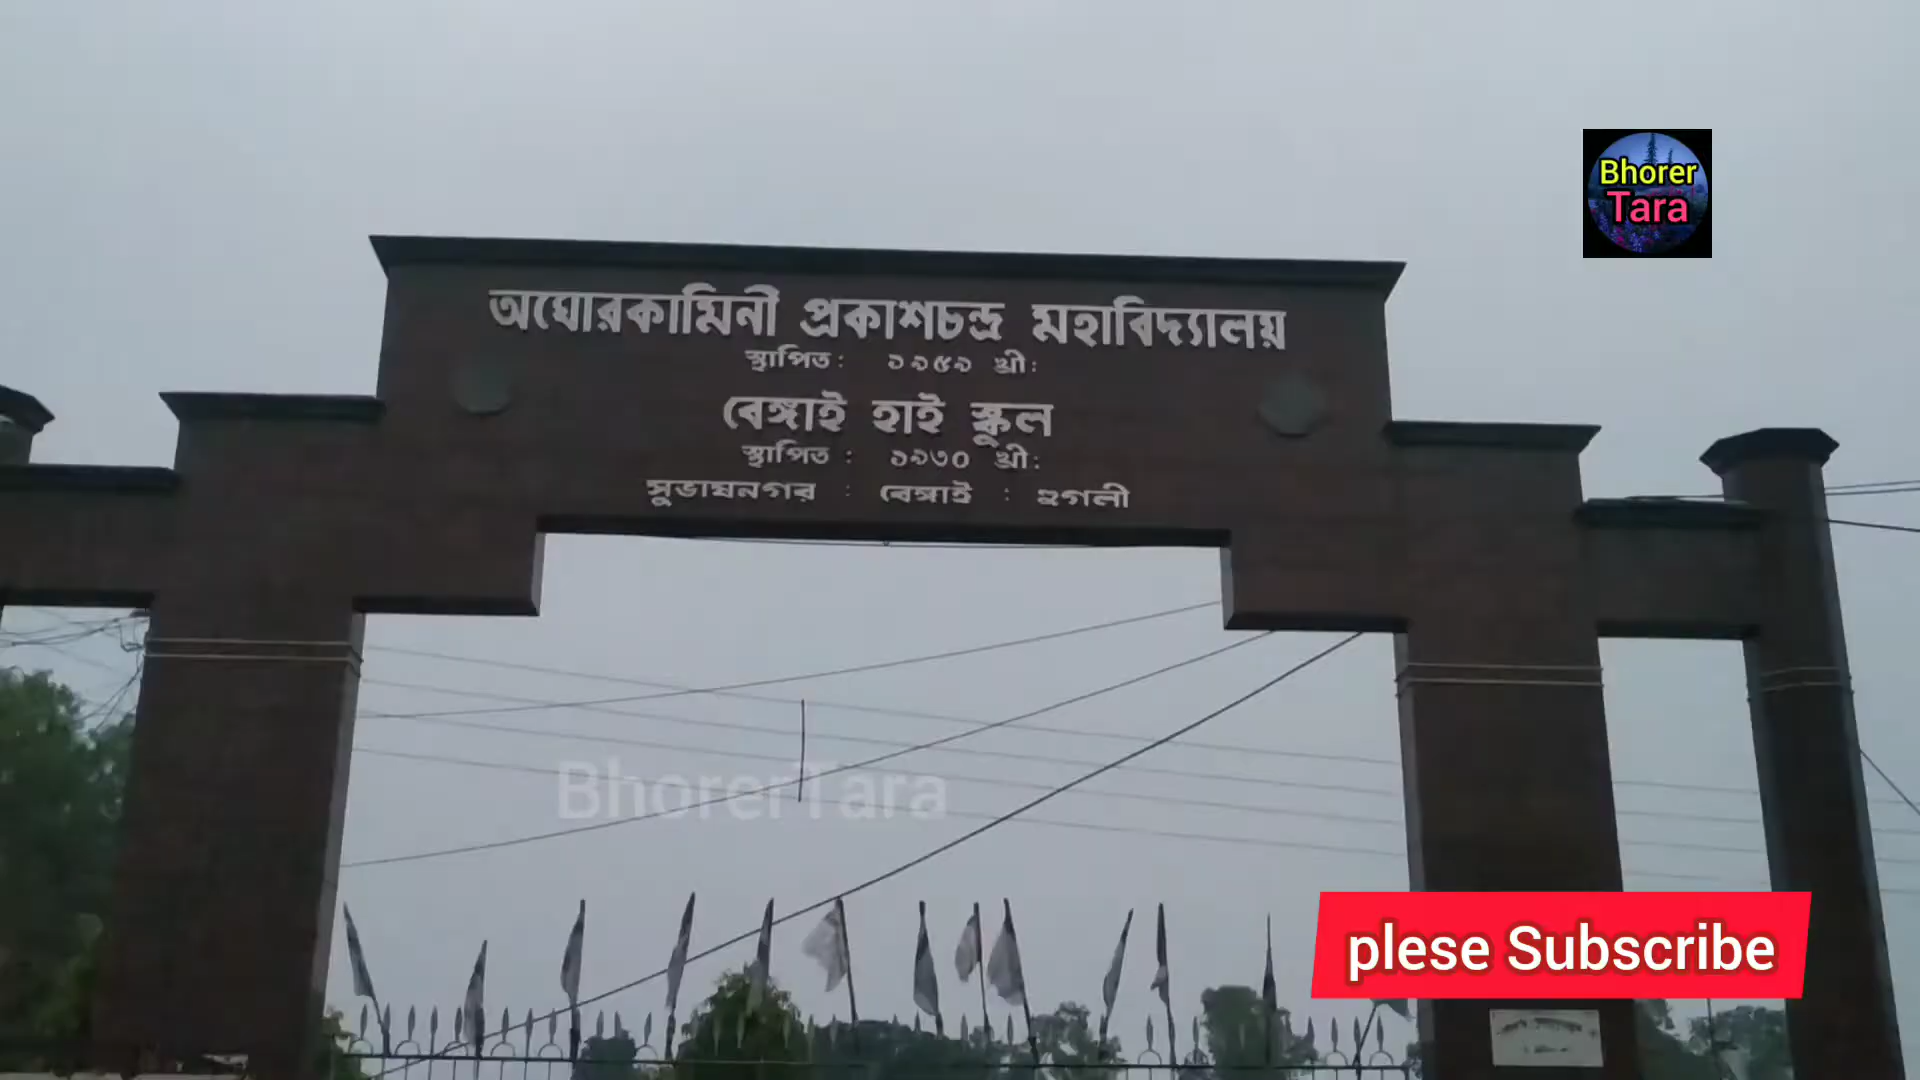 অঘোরকামিনী প্রকাশচন্দ্র মহাবিদ্যালয়
স্থাপিত: ১৯৫৯ খ্রী:
বেঙ্গাই হাই স্কুল
স্থাপিত : ১৯৩০ খ্রী:
সুভাষনগর : বেঙ্গাই : হুগলী
Bhorer
Tara
BhorerTara
plese Subscribe